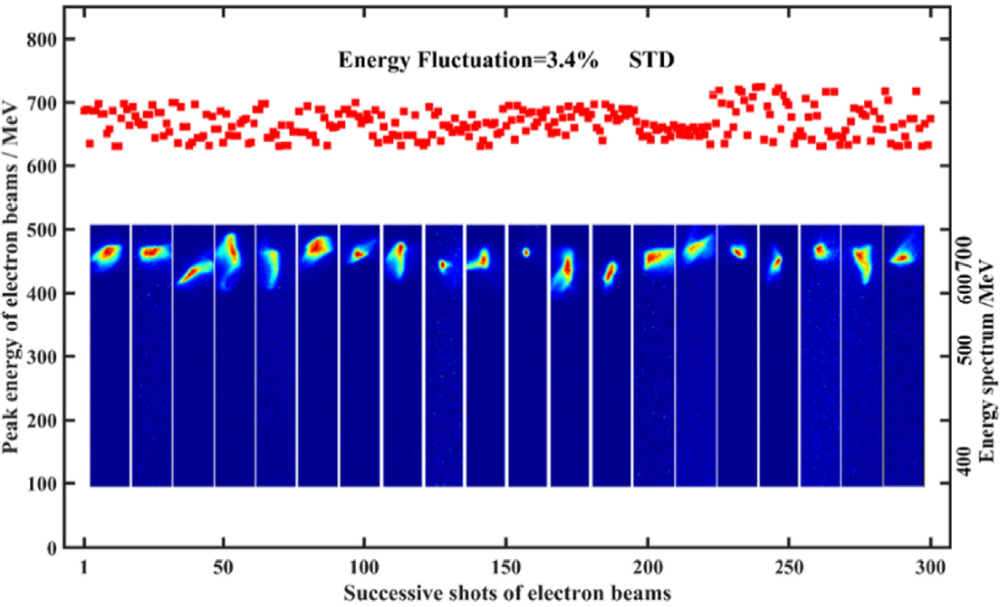 Energy Fluctuation=3.4% STD
800
700
600
500
400
300
200
100
0
Peak energy of electron beams / MeV
700
600
500
400
Energy spectrum /MeV
1 50 100 150 200 250 300
Successive shots of electron beams